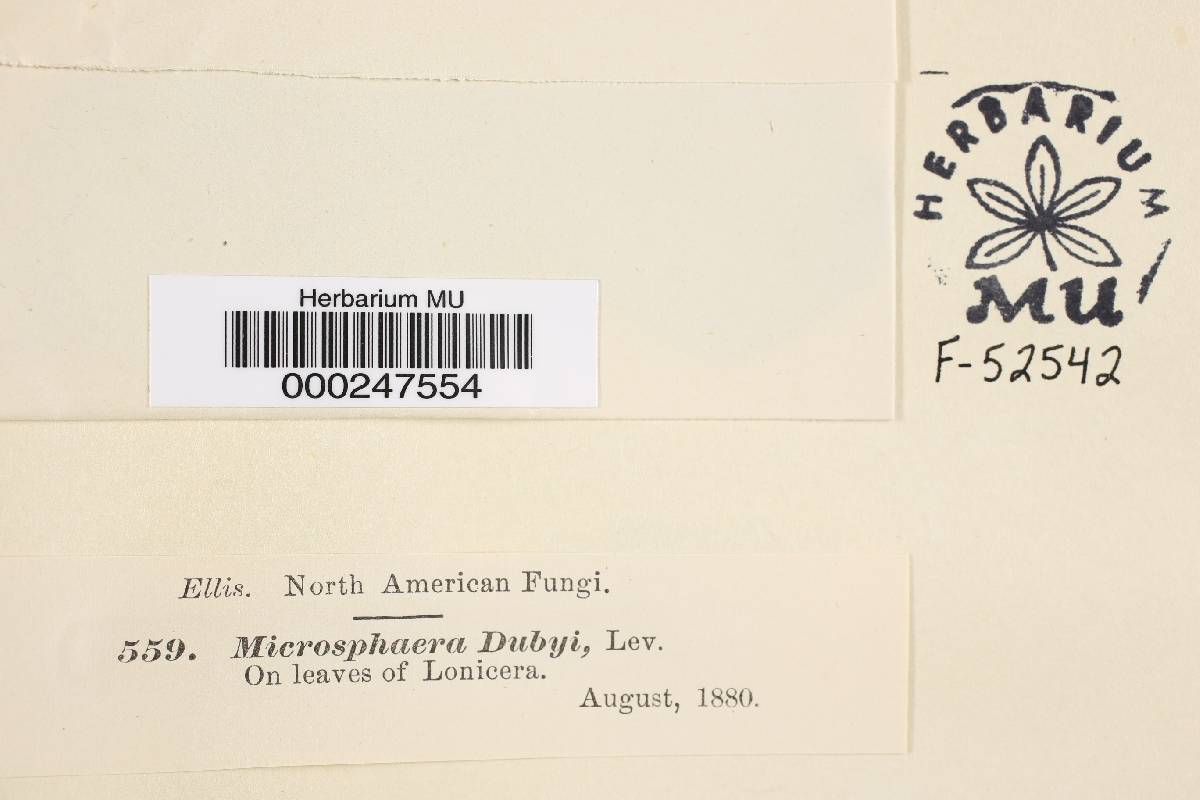 HERBARIUM
MU
F-52542
Herbarium MU
000247554
Ellis. North American Fungi.
559. Microsphaera Dubyi, Lev.
On leaves of Lonicera.
August, 1880.